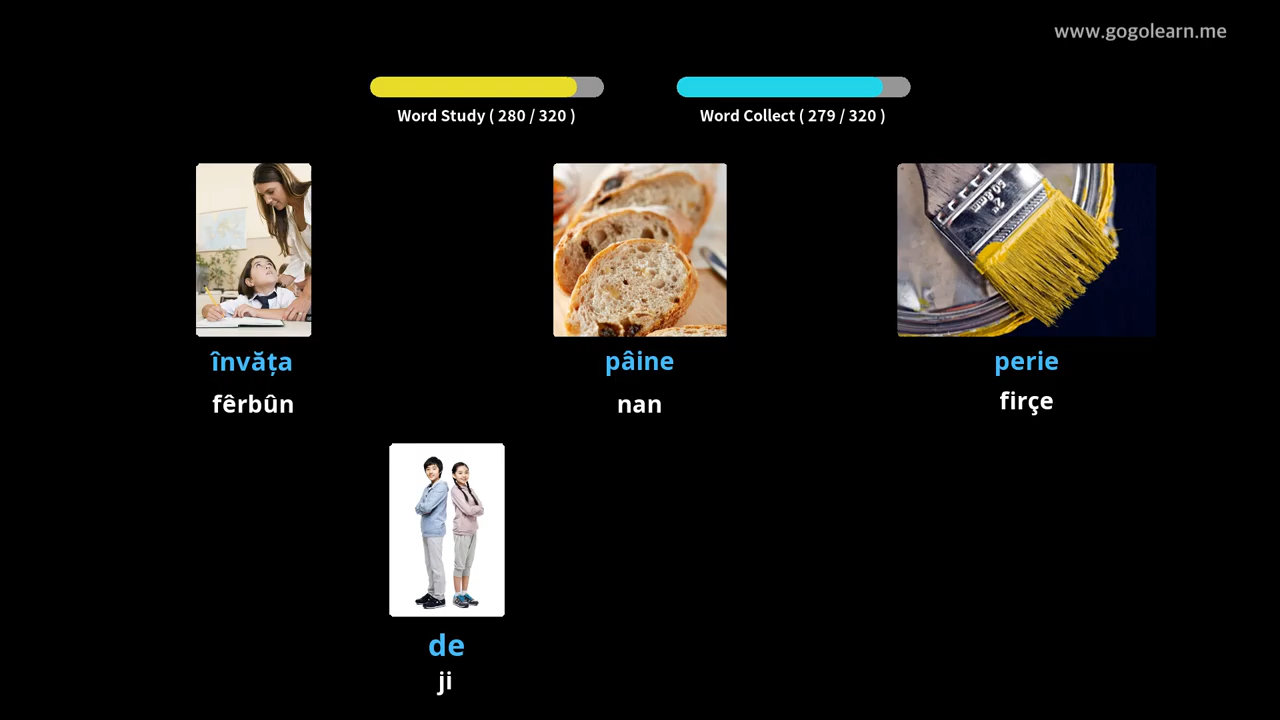 www.gogolearn.me
Word Study ( 280 / 320 )
Word Collect ( 279 / 320 )
învăța
fêrbûn
pâine
nan
perie
firçe
de
ji